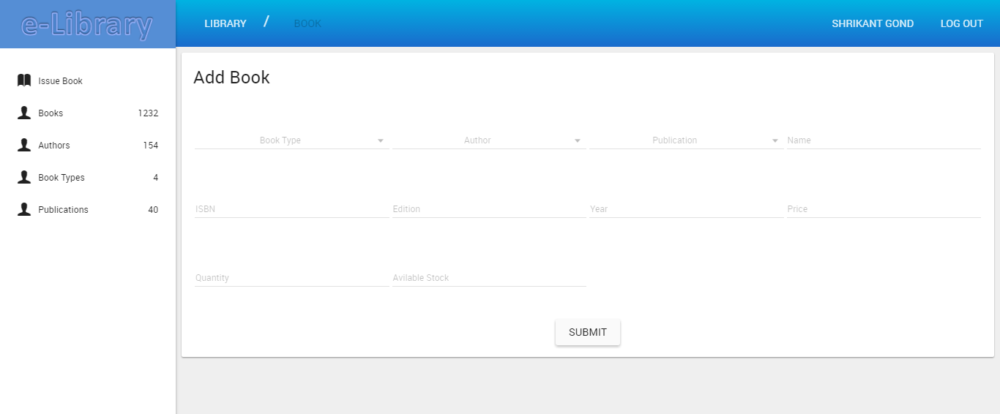 e-Library
LIBRARY / BOOK SHRIKANT GOND LOG OUT
Issue Book
Books 1232
Authors 154
Book Types 4
Publications 40
Add Book
Book Type Author Publication Name
ISBN Edition Year Price
Quantity Avilable Stock
SUBMIT